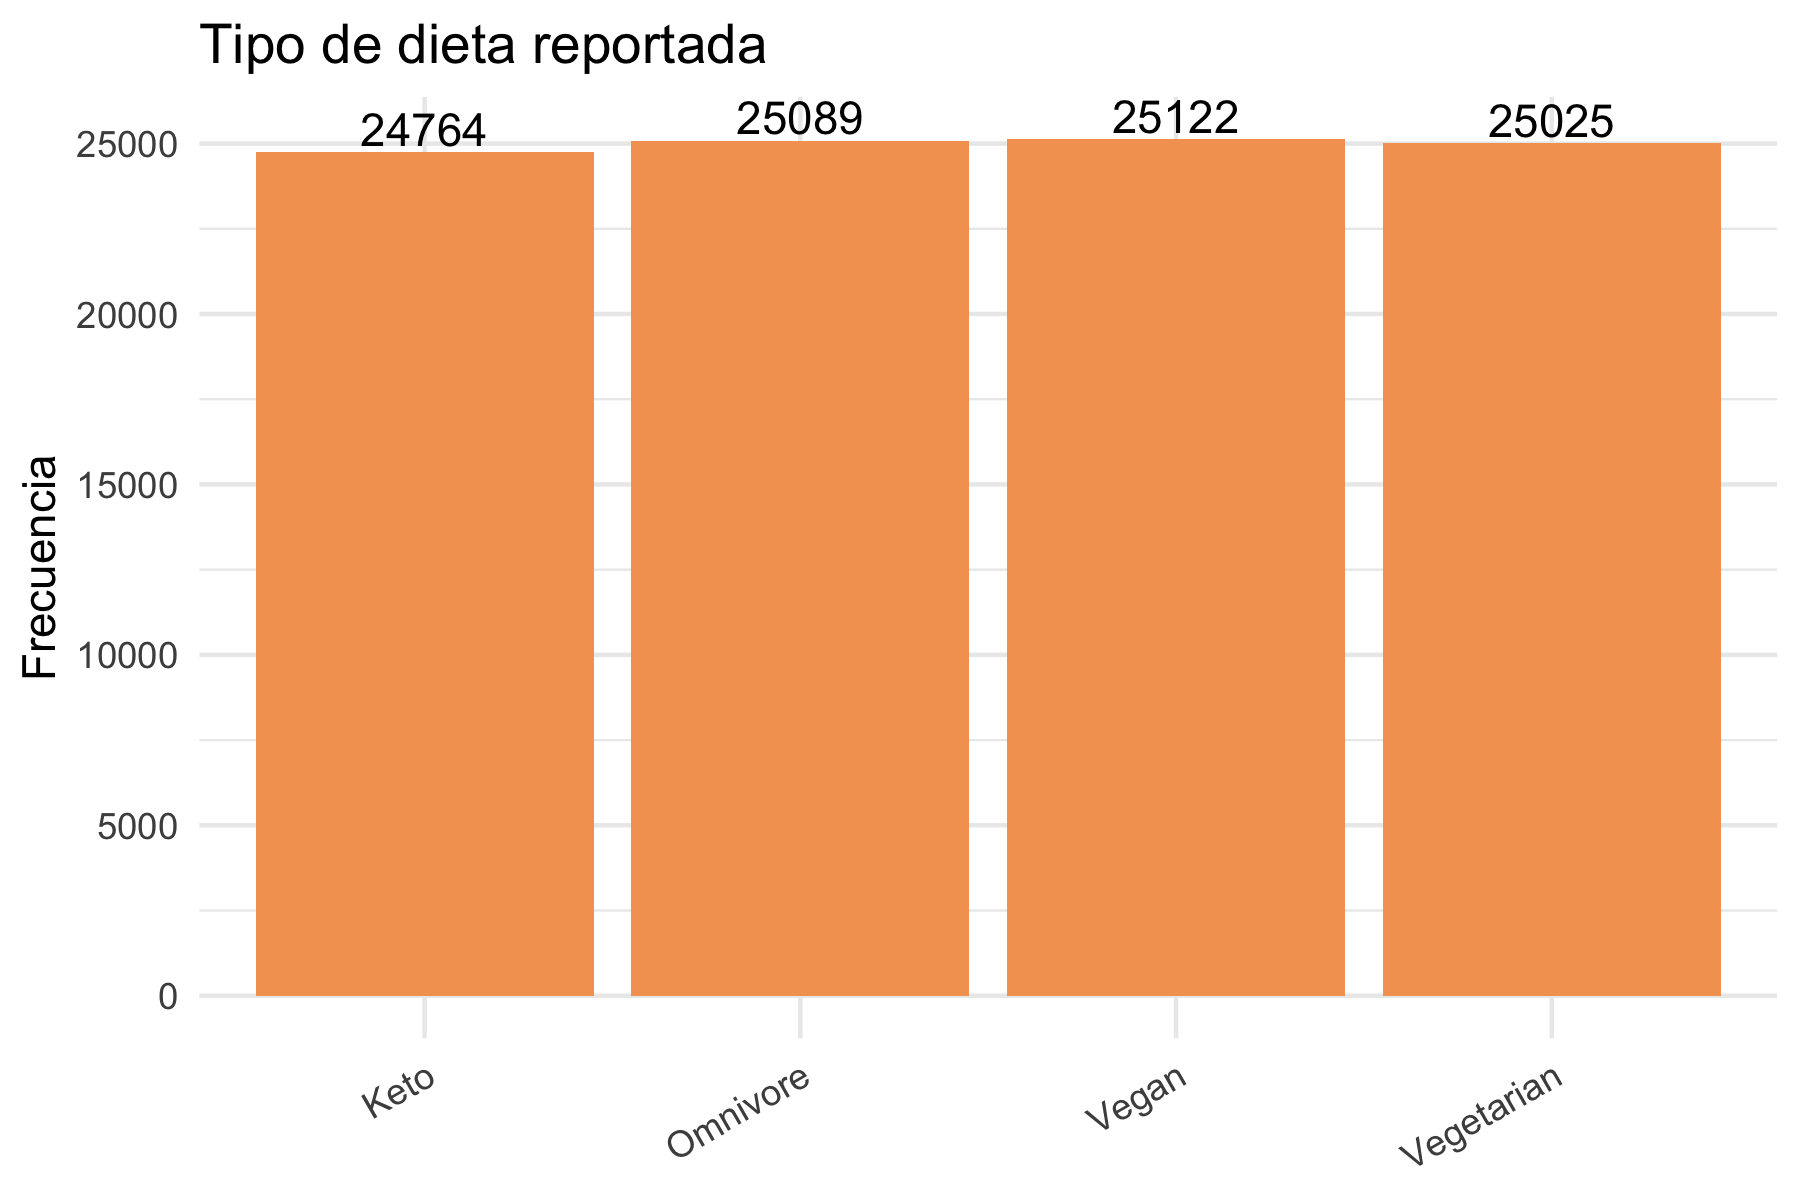 Tipo de dieta reportada
24764
25089
25122
25025
25000
20000
15000
10000
5000
0
Frecuencia
Keto
Omnivore
Vegan
Vegetarian